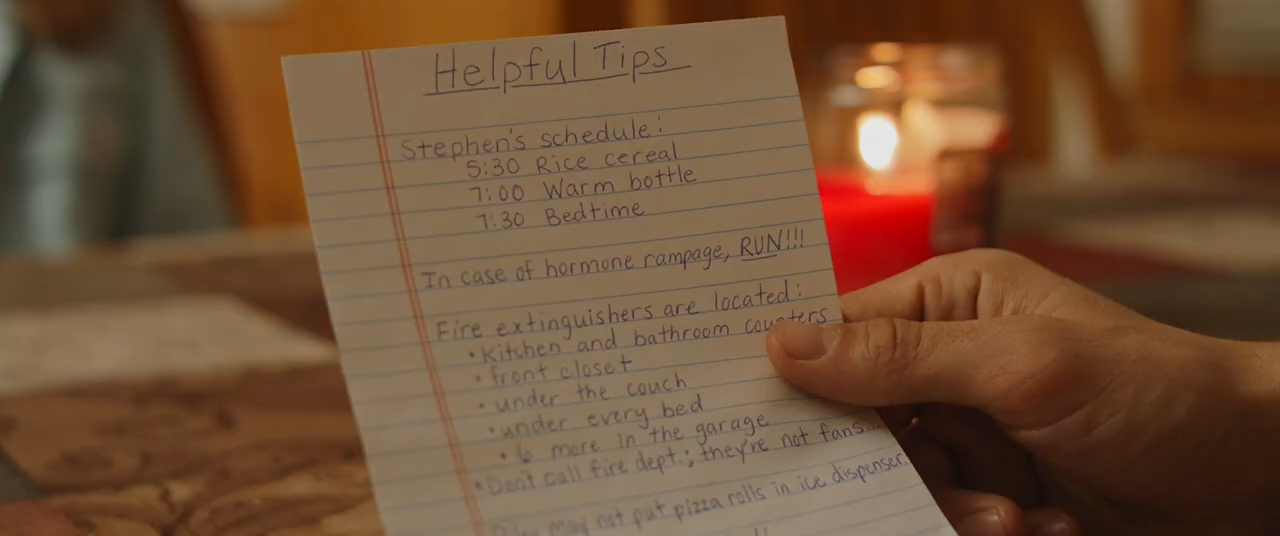 Helpful Tips
Stephen's schedule:
5:30 Rice cereal
7:00 Warm bottle
7:30 Bedtime
In case of hormone rampage, RUN!!!
Fire extinguishers are located:
• Kitchen and bathroom counters
• front closet
• under the couch
• under every bed
• 6 more in the garage
• Don't call fire dept.; they're not fans...
may not put pizza rolls in ice dispenser.